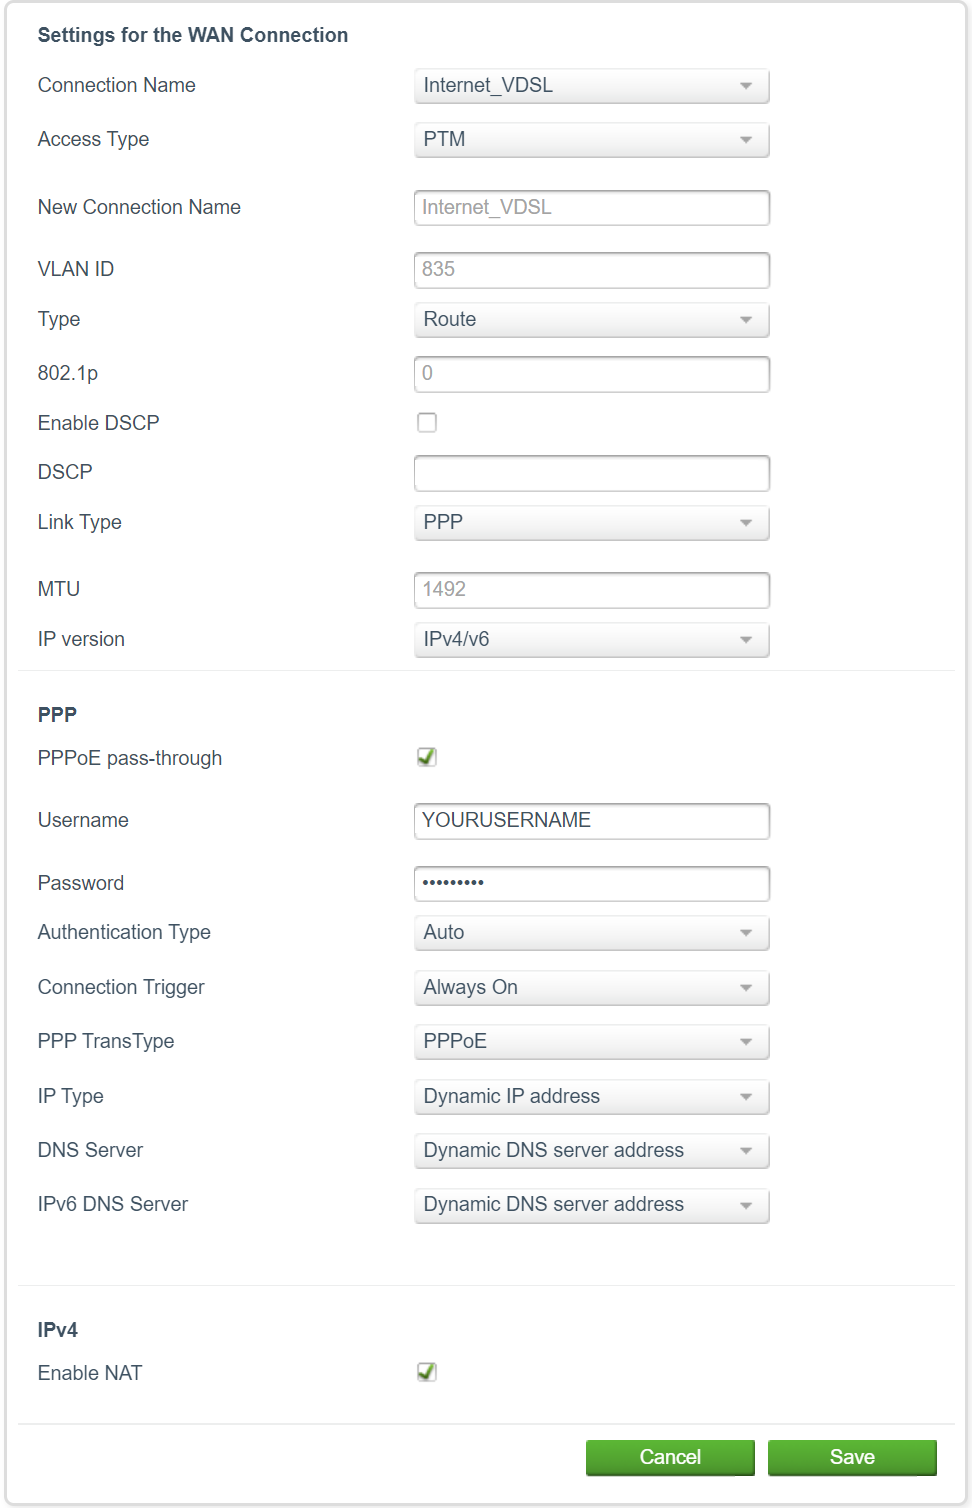 Settings for the WAN Connection
Connection Name Internet_VDSL
Access Type PTM
New Connection Name Internet_VDSL
VLAN ID 835
Type Route
802.1p 0
Enable DSCP
DSCP
Link Type PPP
MTU 1492
IP version IPv4/v6
PPP
PPPoE pass-through
Username YOURUSERNAME
Password •••••••••
Authentication Type Auto
Connection Trigger Always On
PPP TransType PPPoE
IP Type Dynamic IP address
DNS Server Dynamic DNS server address
IPv6 DNS Server Dynamic DNS server address
IPv4
Enable NAT
Cancel Save